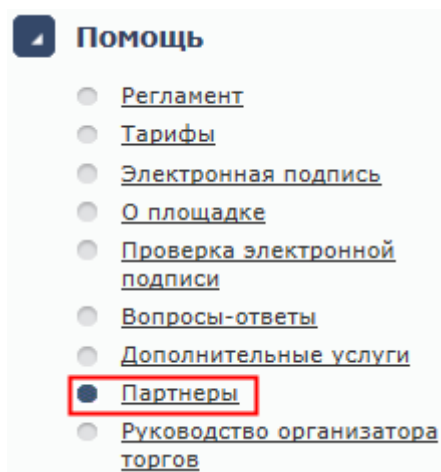 Помощь
Регламент
Тарифы
Электронная подпись
О площадке
Проверка электронной
подписи
Вопросы-ответы
Дополнительные услуги
Партнеры
Руководство организатора
торгов